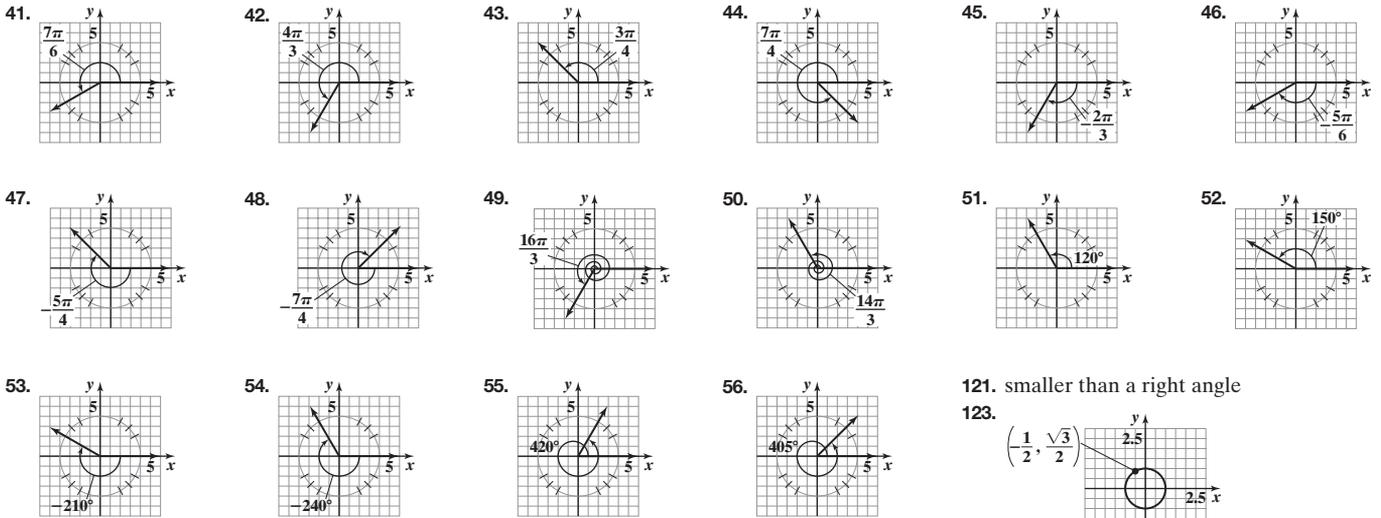 41. 42. 43. 44. 45. 46.
y 5 7π/6 5 x
y 5 4π/3 5 x
y 5 3π/4 5 x
y 5 7π/4 5 x
y 5 5 x −2π/3
y 5 5 x −5π/6
47. 48. 49. 50. 51. 52.
y 5 5 x −5π/4
y 5 5 x −7π/4
y 5 16π/3 5 x
y 5 5 x 14π/3
y 5 120° 5 x
y 5 150° 5 x
53. 54. 55. 56.
y 5 5 x −210°
y 5 5 x −240°
y 5 420° 5 x
y 5 405° 5 x
121. smaller than a right angle
123.
y 2.5 (−1/2, √3/2) 2.5 x